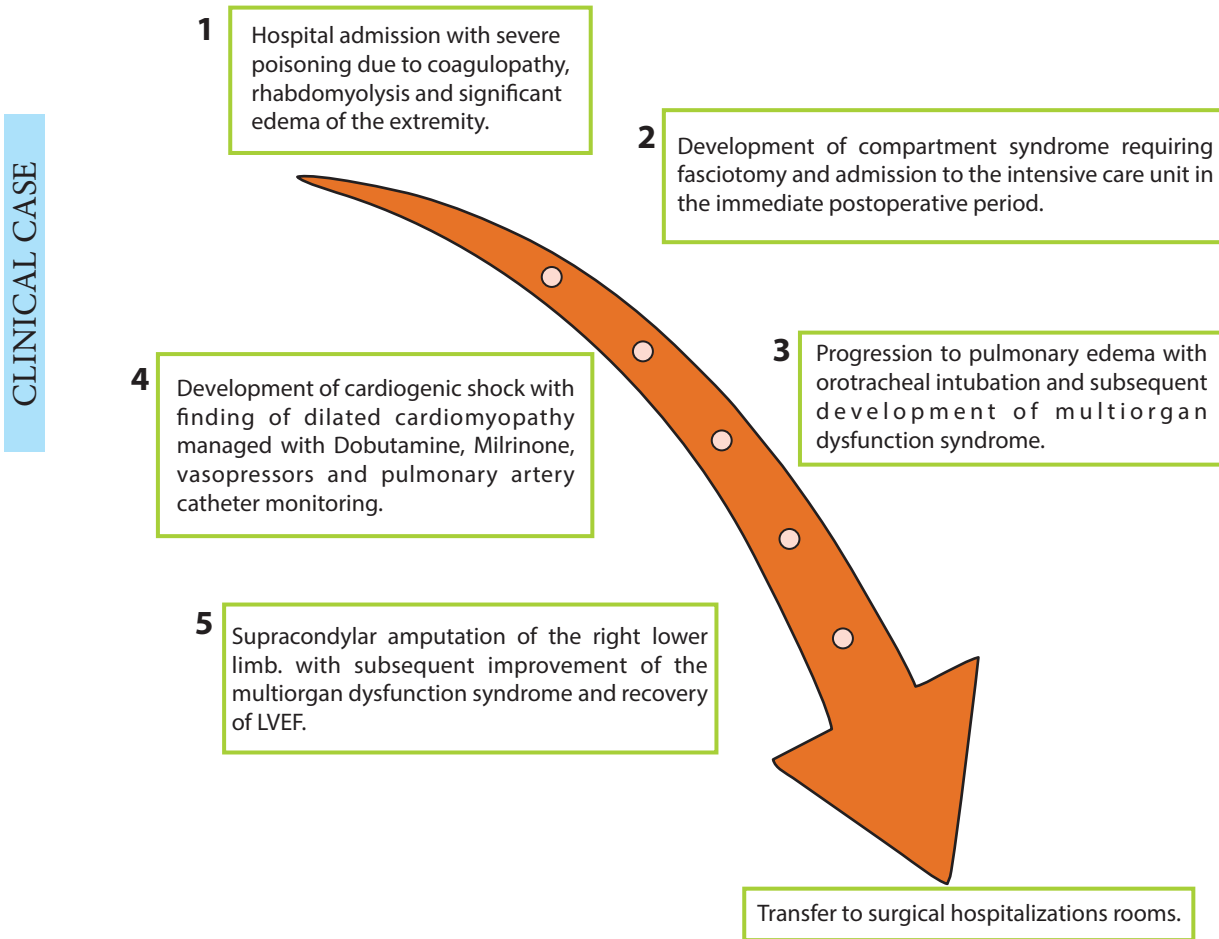 CLINICAL CASE
1
Hospital admission with severe
poisoning due to coagulopathy,
rhabdomyolysis and significant
edema of the extremity.
2
Development of compartment syndrome requiring
fasciotomy and admission to the intensive care unit in
the immediate postoperative period.
3
Progression to pulmonary edema with
orotracheal intubation and subsequent
development of multiorgan
dysfunction syndrome.
4
Development of cardiogenic shock with
finding of dilated cardiomyopathy
managed with Dobutamine, Milrinone,
vasopressors and pulmonary artery
catheter monitoring.
5
Supracondylar amputation of the right lower
limb. with subsequent improvement of the
multiorgan dysfunction syndrome and recovery
of LVEF.
Transfer to surgical hospitalizations rooms.